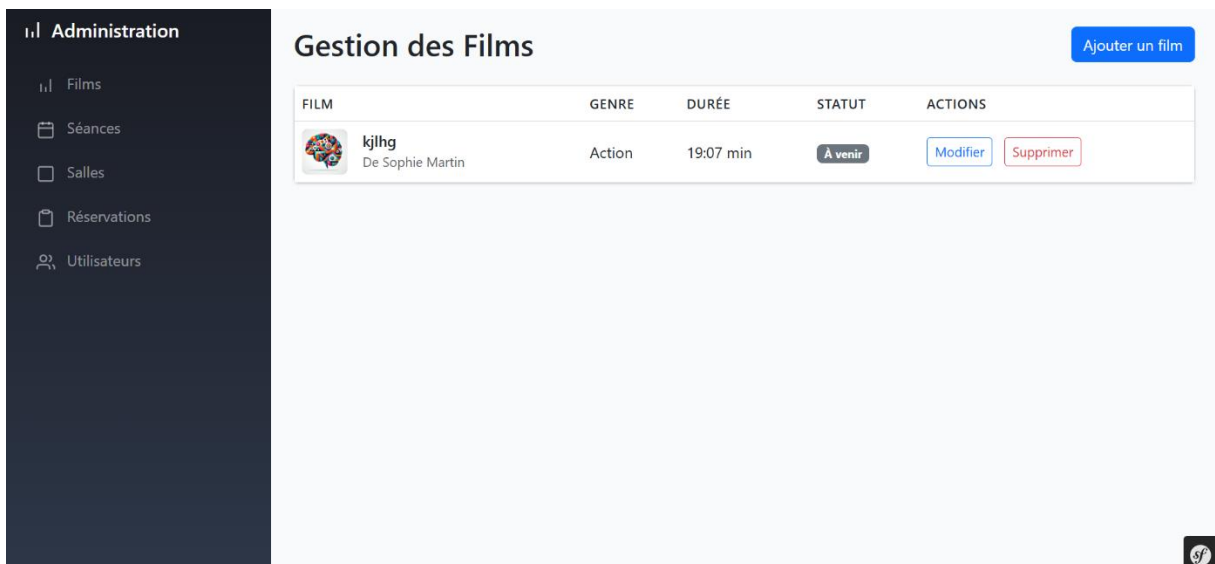 Administration
Films
Séances
Salles
Réservations
Utilisateurs
Gestion des Films
Ajouter un film
FILM GENRE DURÉE STATUT ACTIONS
kjlhg
De Sophie Martin
Action 19:07 min À venir Modifier Supprimer
sf